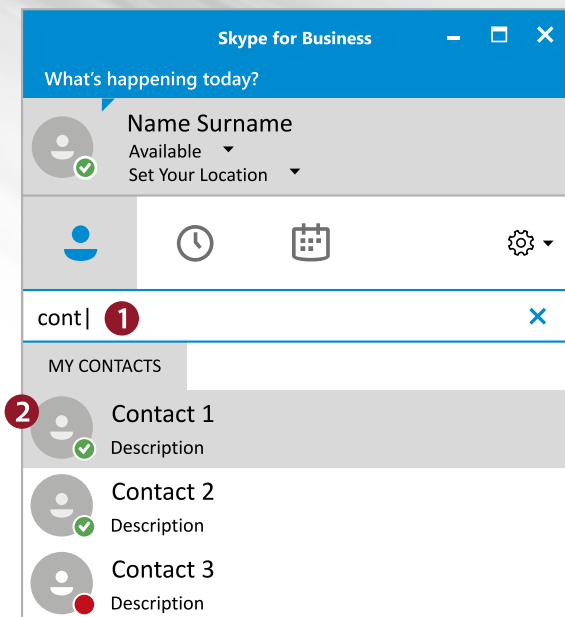 Skype for Business
What's happening today?
Name Surname
Available
Set Your Location
cont| 1
MY CONTACTS
2
Contact 1
Description
Contact 2
Description
Contact 3
Description